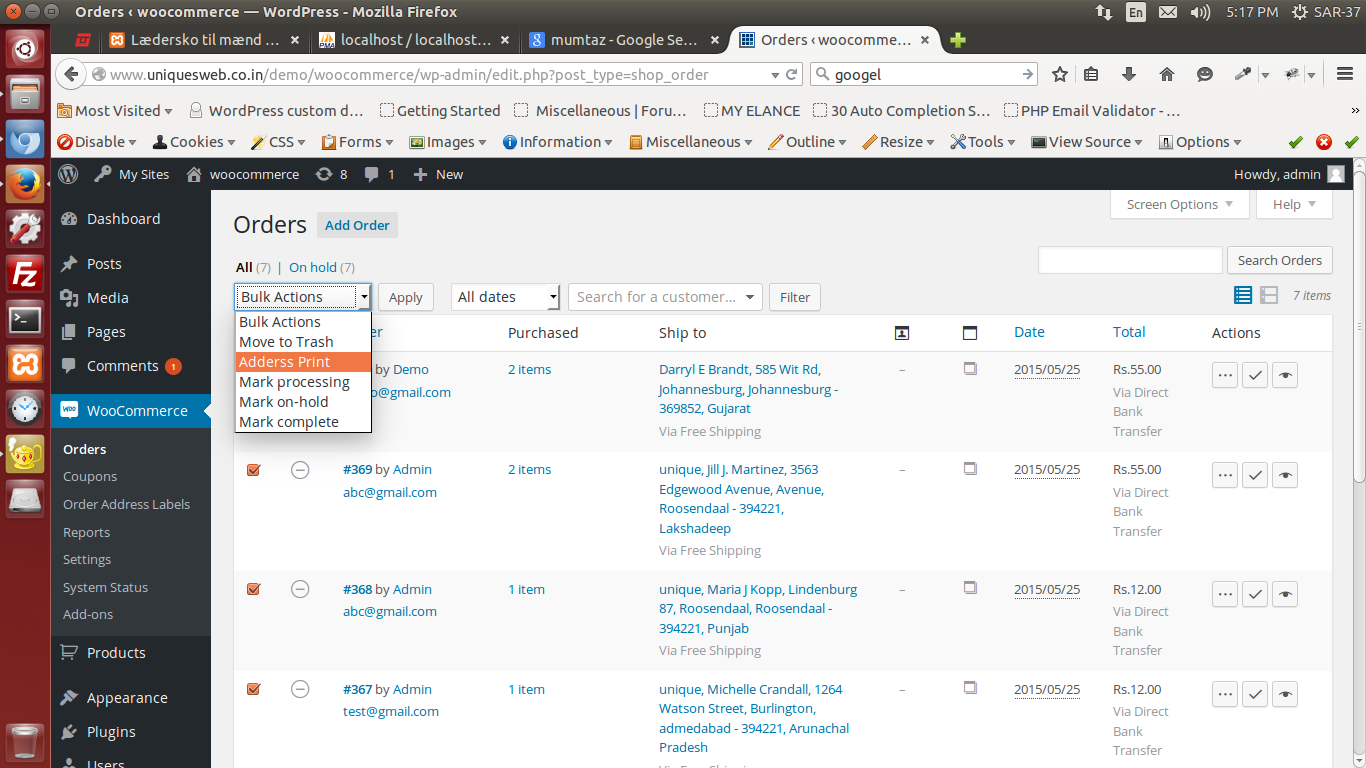 Orders ‹ woocommerce — WordPress - Mozilla Firefox
En
5:17 PM
SAR-37
Lædersko til mænd ...
localhost / localhost...
mumtaz - Google Se...
Orders ‹ woocomme...
www.uniquesweb.co.in/demo/woocommerce/wp-admin/edit.php?post_type=shop_order
googel
Most Visited
WordPress custom d...
Getting Started
Miscellaneous | Foru...
MY ELANCE
30 Auto Completion S...
PHP Email Validator - ...
Disable
Cookies
CSS
Forms
Images
Information
Miscellaneous
Outline
Resize
Tools
View Source
Options
My Sites
woocommerce
8
1
New
Howdy, admin
Dashboard
Posts
Media
Pages
Comments 1
WooCommerce
Orders
Coupons
Order Address Labels
Reports
Settings
System Status
Add-ons
Products
Appearance
Plugins
Users
Screen Options
Help
Orders
Add Order
All (7) | On hold (7)
Search Orders
Bulk Actions
Apply
All dates
Search for a customer...
Filter
7 items
Bulk Actions
Move to Trash
Adderss Print
Mark processing
Mark on-hold
Mark complete
Purchased
Ship to
Date
Total
Actions
by Demo
@gmail.com
2 items
Darryl E Brandt, 585 Wit Rd,
Johannesburg, Johannesburg -
369852, Gujarat
Via Free Shipping
–
2015/05/25
Rs.55.00
Via Direct
Bank
Transfer
#369 by Admin
abc@gmail.com
2 items
unique, Jill J. Martinez, 3563
Edgewood Avenue, Avenue,
Roosendaal - 394221,
Lakshadeep
Via Free Shipping
–
2015/05/25
Rs.55.00
Via Direct
Bank
Transfer
#368 by Admin
abc@gmail.com
1 item
unique, Maria J Kopp, Lindenburg
87, Roosendaal, Roosendaal -
394221, Punjab
Via Free Shipping
–
2015/05/25
Rs.12.00
Via Direct
Bank
Transfer
#367 by Admin
test@gmail.com
1 item
unique, Michelle Crandall, 1264
Watson Street, Burlington,
admedabad - 394221, Arunachal
Pradesh
–
2015/05/25
Rs.12.00
Via Direct
Bank
Transfer